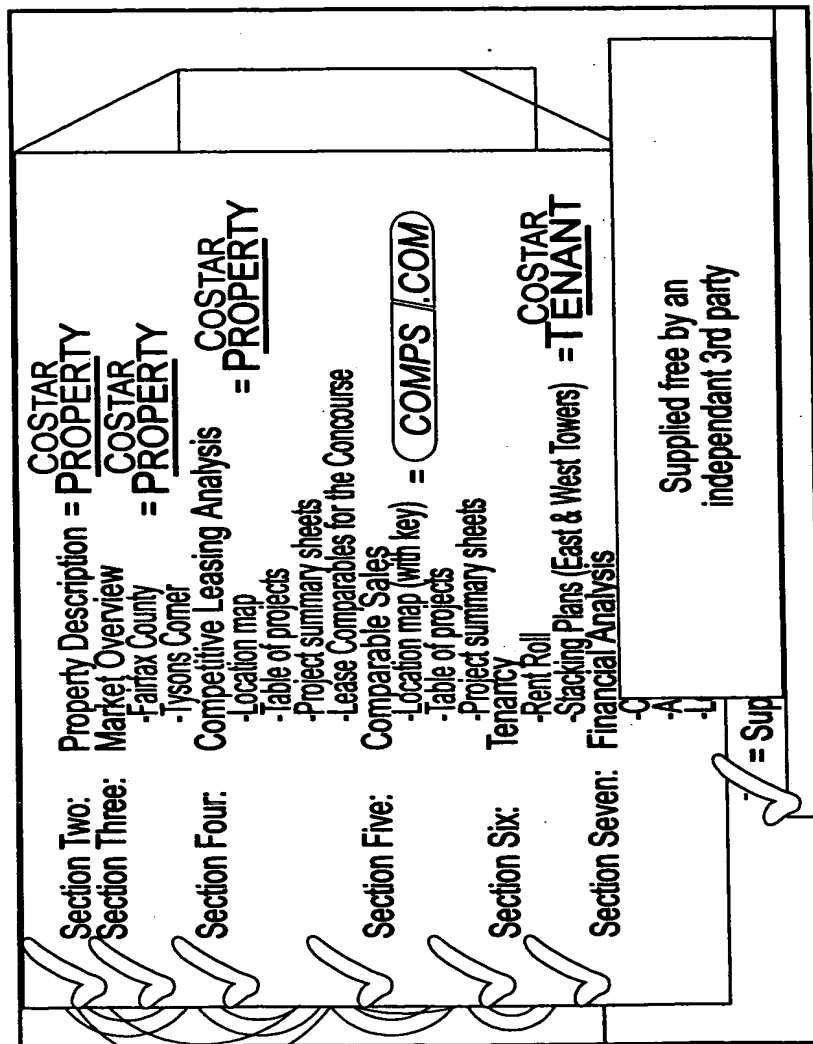 Section Two: Property Description = COSTAR PROPERTY
Section Three: Market Overview
-Fairfax County = COSTAR PROPERTY
-Tysons Corner
Section Four: Competitive Leasing Analysis
-Location map = COSTAR PROPERTY
-Table of projects
-Project summary sheets
-Lease Comparables for the Concourse
Section Five: Comparable Sales
-Location map (with key) = COMPS.COM
-Table of projects
-Project summary sheets
Section Six: Tenancy
-Rent Roll
-Stacking Plans (East & West Towers) = COSTAR TENANT
Section Seven: Financial Analysis
-A
Supplied free by an
independant 3rd party
= Sup